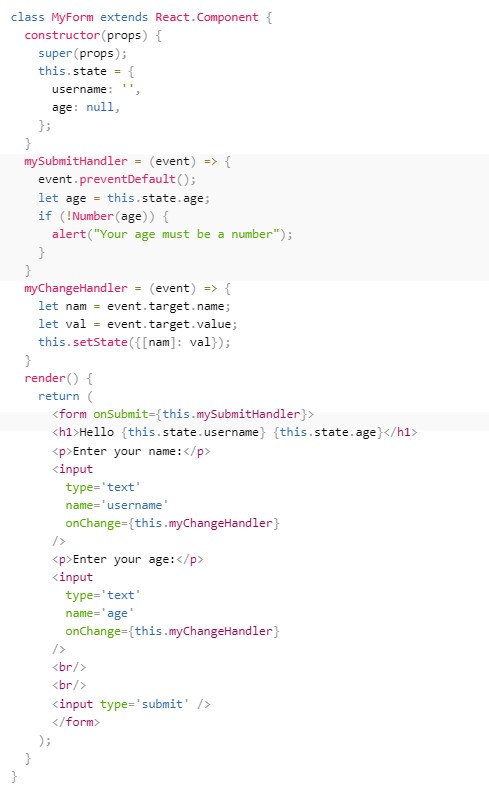 class MyForm extends React.Component {
  constructor(props) {
    super(props);
    this.state = {
      username: '',
      age: null,
    };
  }
  mySubmitHandler = (event) => {
    event.preventDefault();
    let age = this.state.age;
    if (!Number(age)) {
      alert("Your age must be a number");
    }
  }
  myChangeHandler = (event) => {
    let nam = event.target.name;
    let val = event.target.value;
    this.setState({[nam]: val});
  }
  render() {
    return (
      <form onSubmit={this.mySubmitHandler}>
      <h1>Hello {this.state.username} {this.state.age}</h1>
      <p>Enter your name:</p>
      <input
        type='text'
        name='username'
        onChange={this.myChangeHandler}
      />
      <p>Enter your age:</p>
      <input
        type='text'
        name='age'
        onChange={this.myChangeHandler}
      />
      <br/>
      <br/>
      <input type='submit' />
      </form>
    );
  }
}